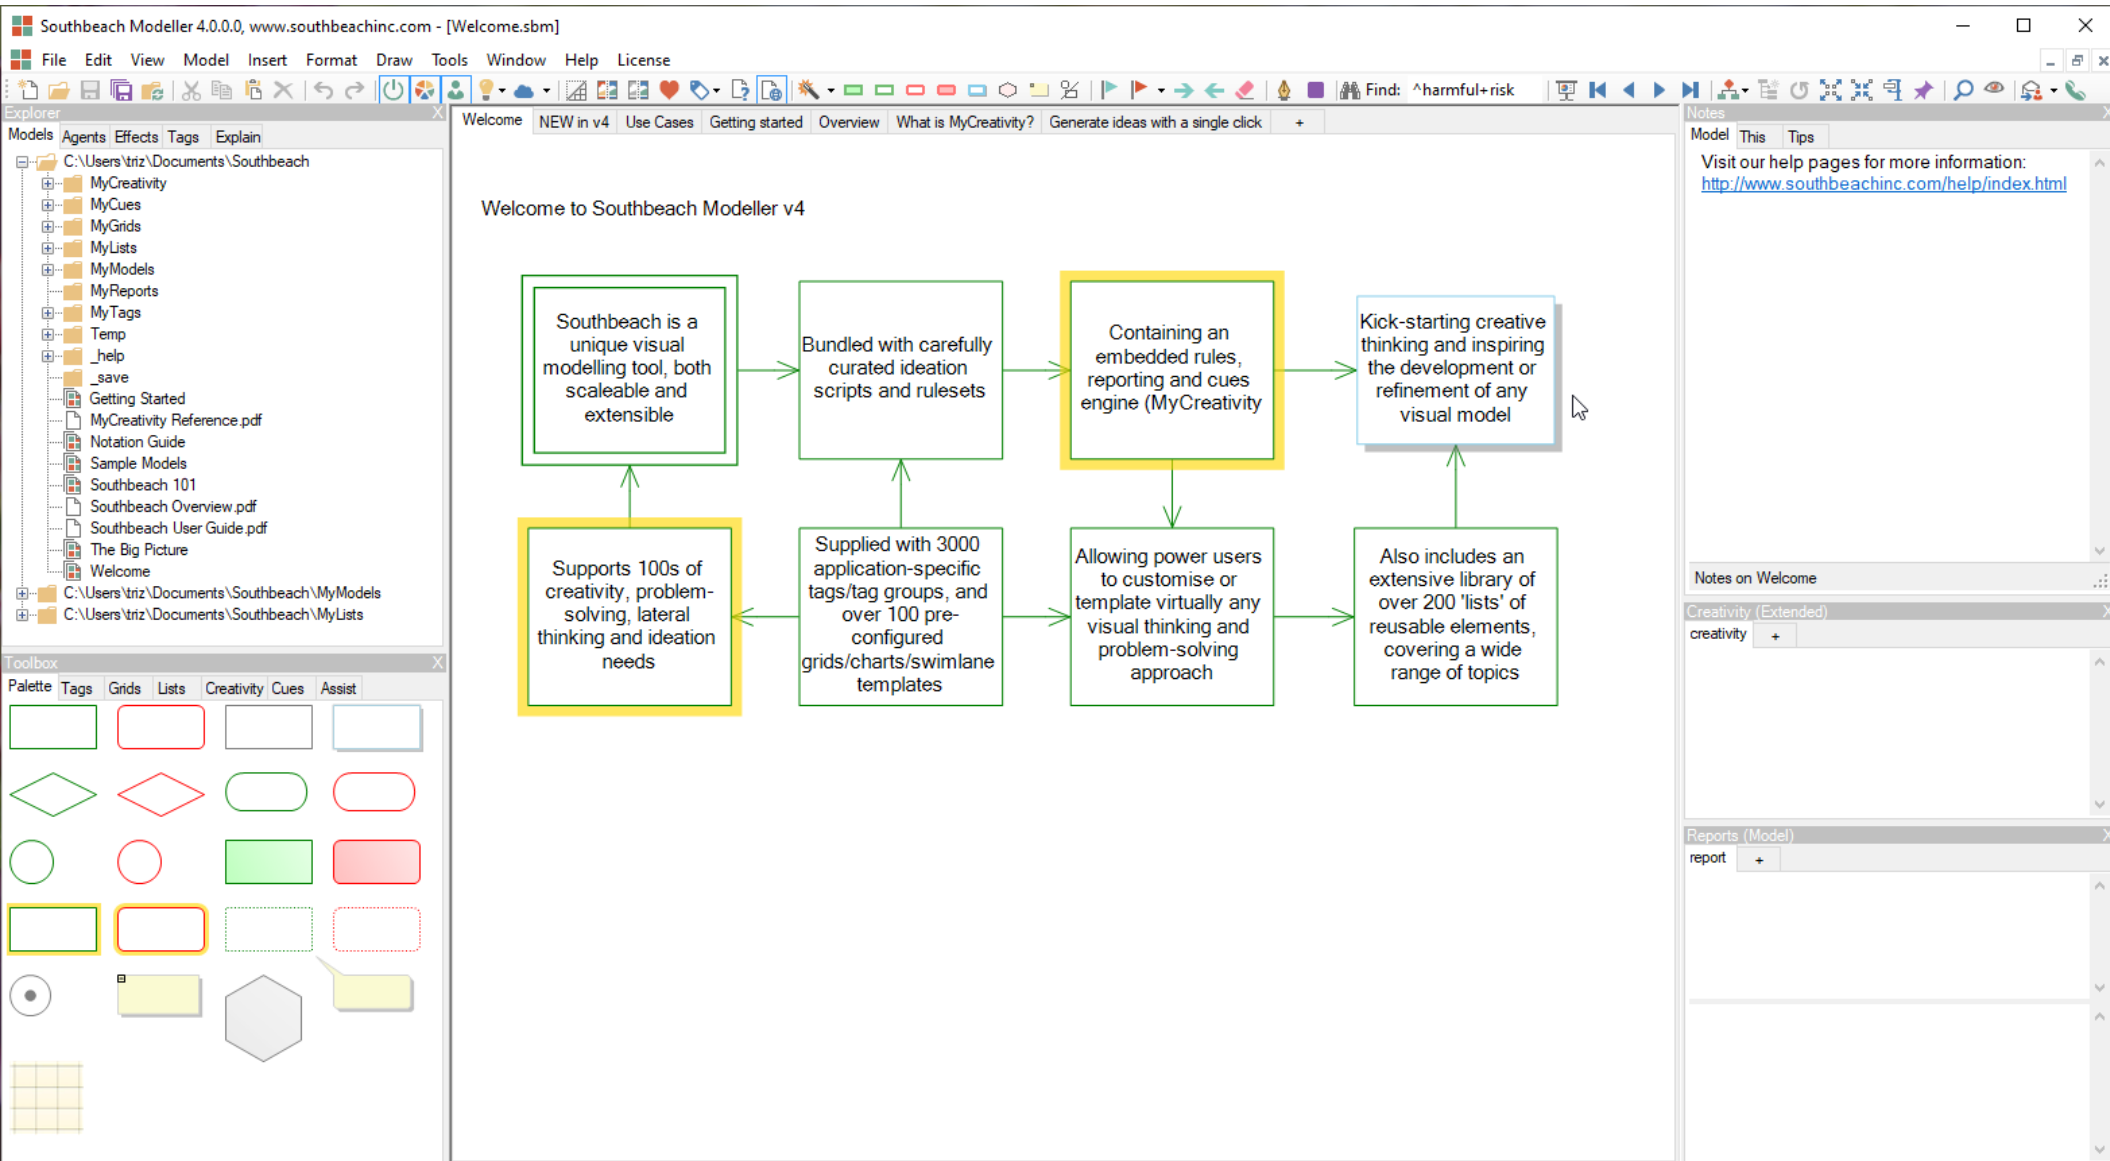 Southbeach Modeller 4.0.0.0, www.southbeachinc.com - [Welcome.sbm]
File Edit View Model Insert Format Draw Tools Window Help License
Find: ^harmful+risk
Explorer
Models Agents Effects Tags Explain
C:\Users\triz\Documents\Southbeach
MyCreativity
MyCues
MyGrids
MyLists
MyModels
MyReports
MyTags
Temp
_help
_save
Getting Started
MyCreativity Reference.pdf
Notation Guide
Sample Models
Southbeach 101
Southbeach Overview.pdf
Southbeach User Guide.pdf
The Big Picture
Welcome
C:\Users\triz\Documents\Southbeach\MyModels
C:\Users\triz\Documents\Southbeach\MyLists
Toolbox
Palette Tags Grids Lists Creativity Cues Assist
Welcome NEW in v4 Use Cases Getting started Overview What is MyCreativity? Generate ideas with a single click +
Welcome to Southbeach Modeller v4
Southbeach is a
unique visual
modelling tool, both
scaleable and
extensible
Bundled with carefully
curated ideation
scripts and rulesets
Containing an
embedded rules,
reporting and cues
engine (MyCreativity
Kick-starting creative
thinking and inspiring
the development or
refinement of any
visual model
Supports 100s of
creativity, problem-
solving, lateral
thinking and ideation
needs
Supplied with 3000
application-specific
tags/tag groups, and
over 100 pre-
configured
grids/charts/swimlane
templates
Allowing power users
to customise or
template virtually any
visual thinking and
problem-solving
approach
Also includes an
extensive library of
over 200 'lists' of
reusable elements,
covering a wide
range of topics
Notes
Model This Tips
Visit our help pages for more information:
http://www.southbeachinc.com/help/index.html
Notes on Welcome
Creativity (Extended)
creativity +
Reports (Model)
report +